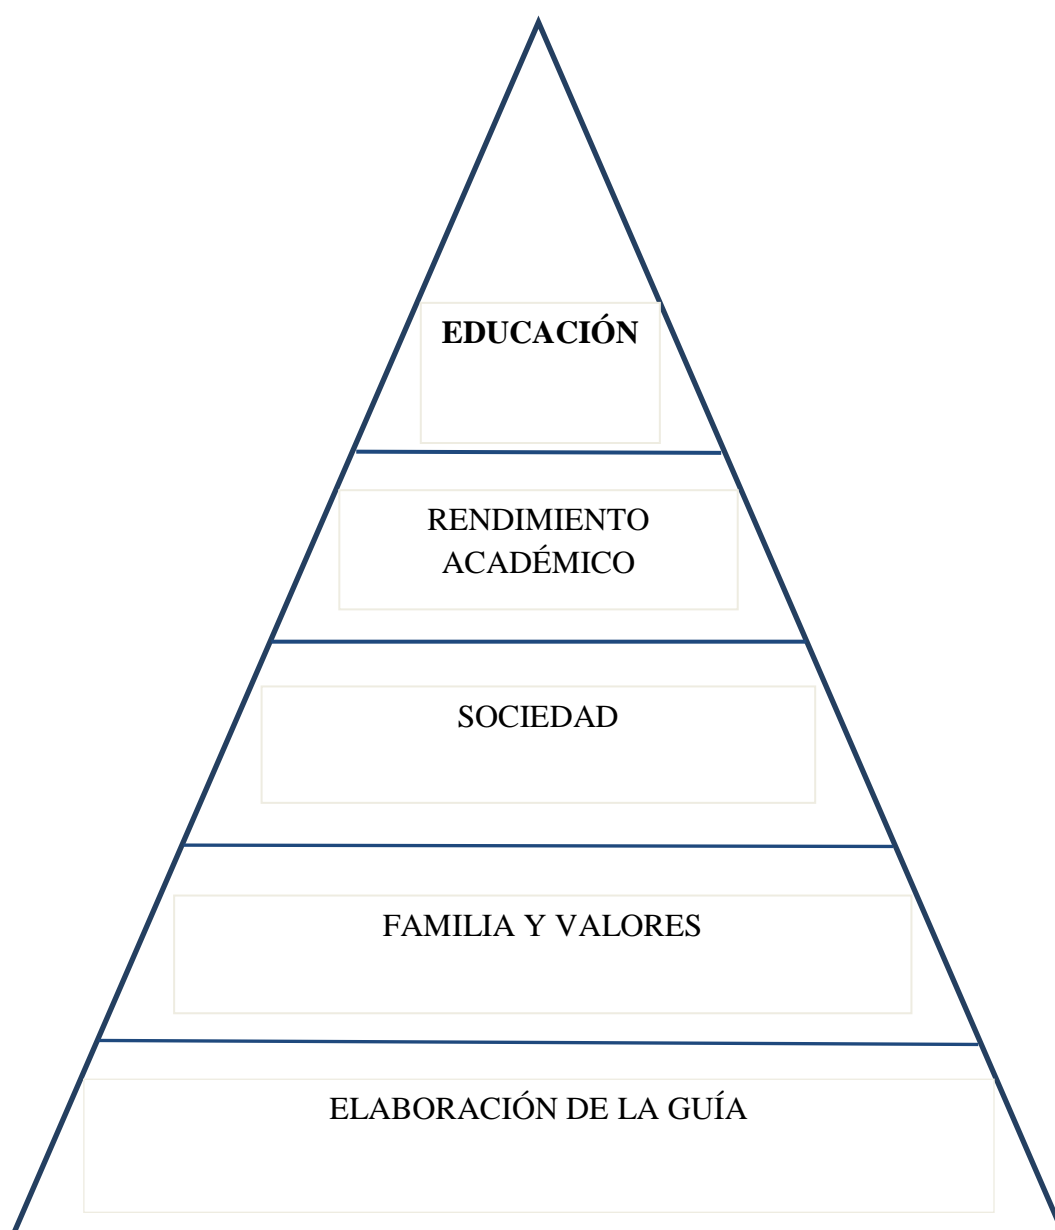 EDUCACIÓN
RENDIMIENTO
ACADÉMICO
SOCIEDAD
FAMILIA Y VALORES
ELABORACIÓN DE LA GUÍA